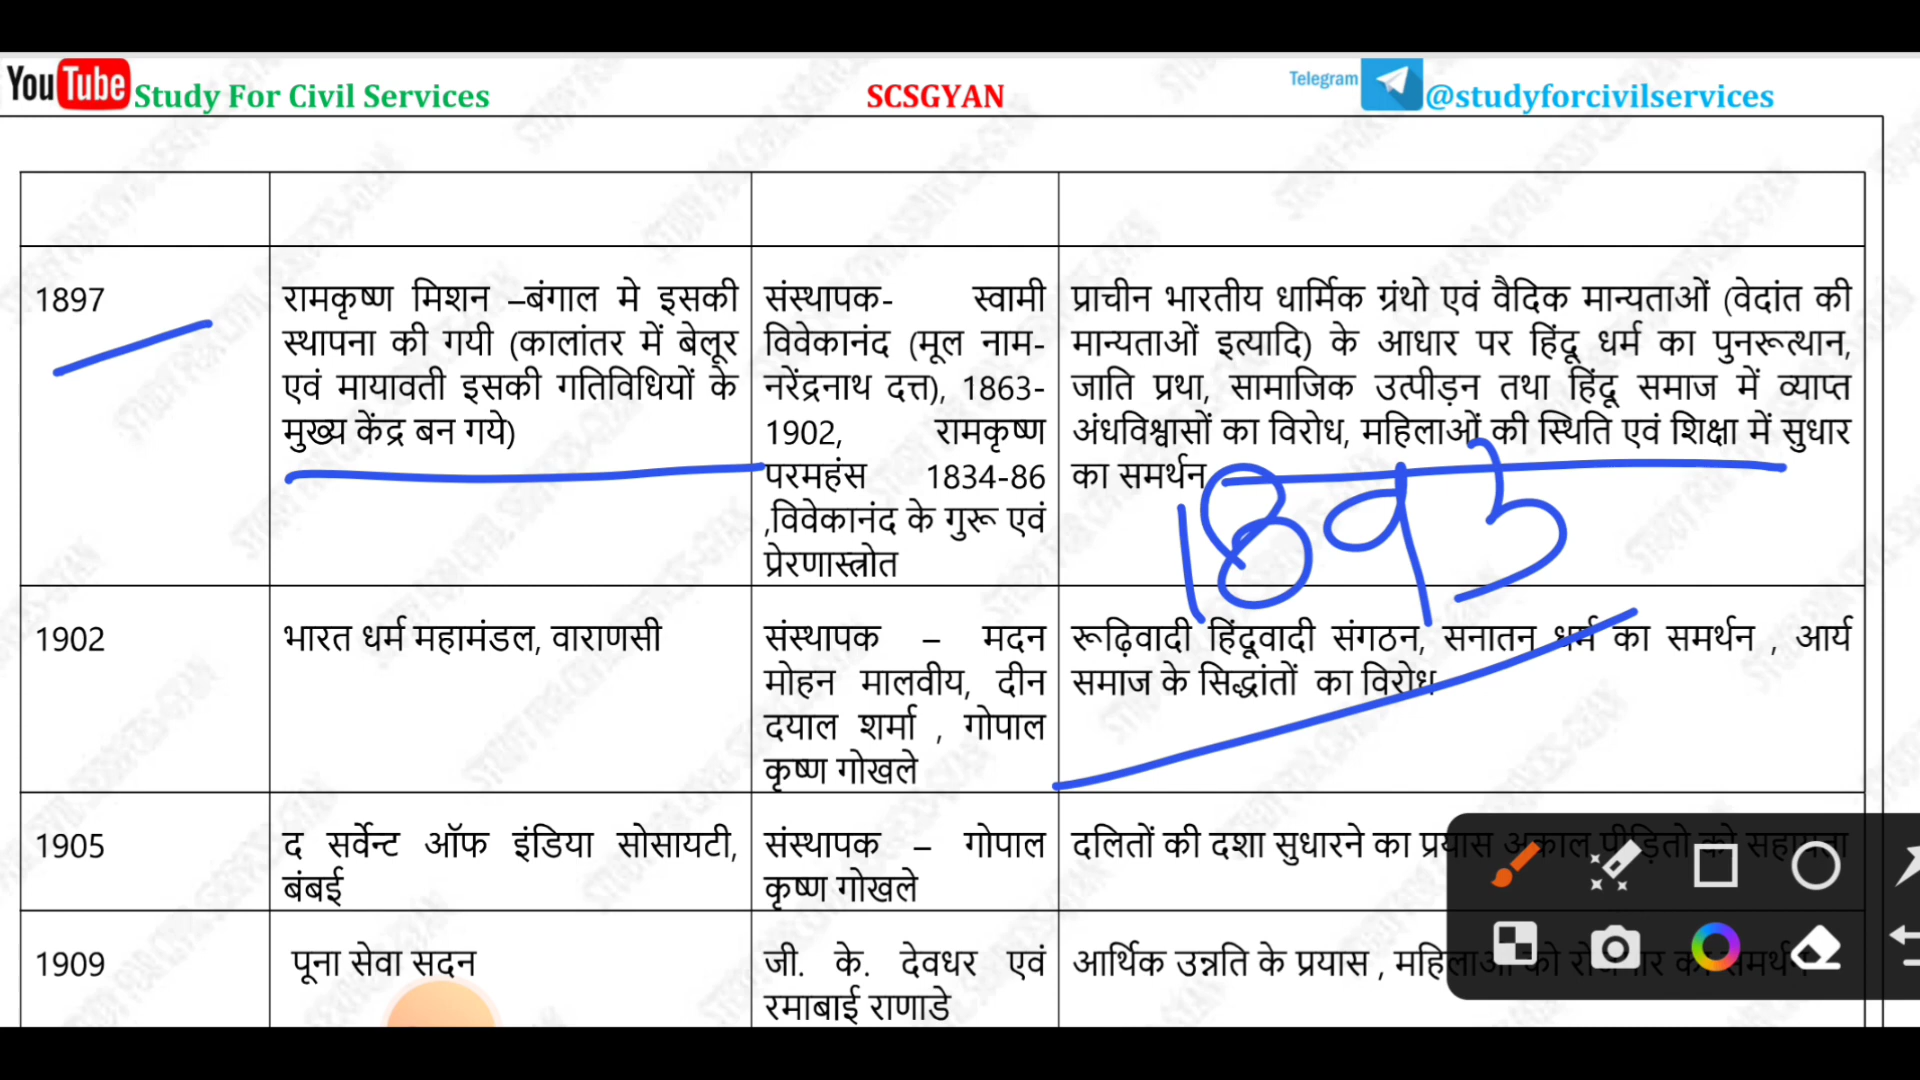 YouTube Study For Civil Services SCSGYAN Telegram @studyforcivilservices
1897
रामकृष्ण मिशन –बंगाल मे इसकी
स्थापना की गयी (कालांतर में बेलूर
एवं मायावती इसकी गतिविधियों के
मुख्य केंद्र बन गये)
संस्थापक- स्वामी
विवेकानंद (मूल नाम-
नरेंद्रनाथ दत्त), 1863-
1902, रामकृष्ण
परमहंस 1834-86
,विवेकानंद के गुरू एवं
प्रेरणास्त्रोत
प्राचीन भारतीय धार्मिक ग्रंथो एवं वैदिक मान्यताओं (वेदांत की
मान्यताओं इत्यादि) के आधार पर हिंदू धर्म का पुनरूत्थान,
जाति प्रथा, सामाजिक उत्पीड़न तथा हिंदू समाज में व्याप्त
अंधविश्वासों का विरोध, महिलाओं की स्थिति एवं शिक्षा में सुधार
का समर्थन
1893
1902
भारत धर्म महामंडल, वाराणसी
संस्थापक – मदन
मोहन मालवीय, दीन
दयाल शर्मा , गोपाल
कृष्ण गोखले
रूढ़िवादी हिंदूवादी संगठन, सनातन धर्म का समर्थन , आर्य
समाज के सिद्धांतों का विरोध
1905
द सर्वेन्ट ऑफ इंडिया सोसायटी,
बंबई
संस्थापक – गोपाल
कृष्ण गोखले
दलितों की दशा सुधारने का प्रयास अकाल पीड़ितो को सहायता
1909
पूना सेवा सदन
जी. के. देवधर एवं
रमाबाई राणाडे
आर्थिक उन्नति के प्रयास , महिलाओं को